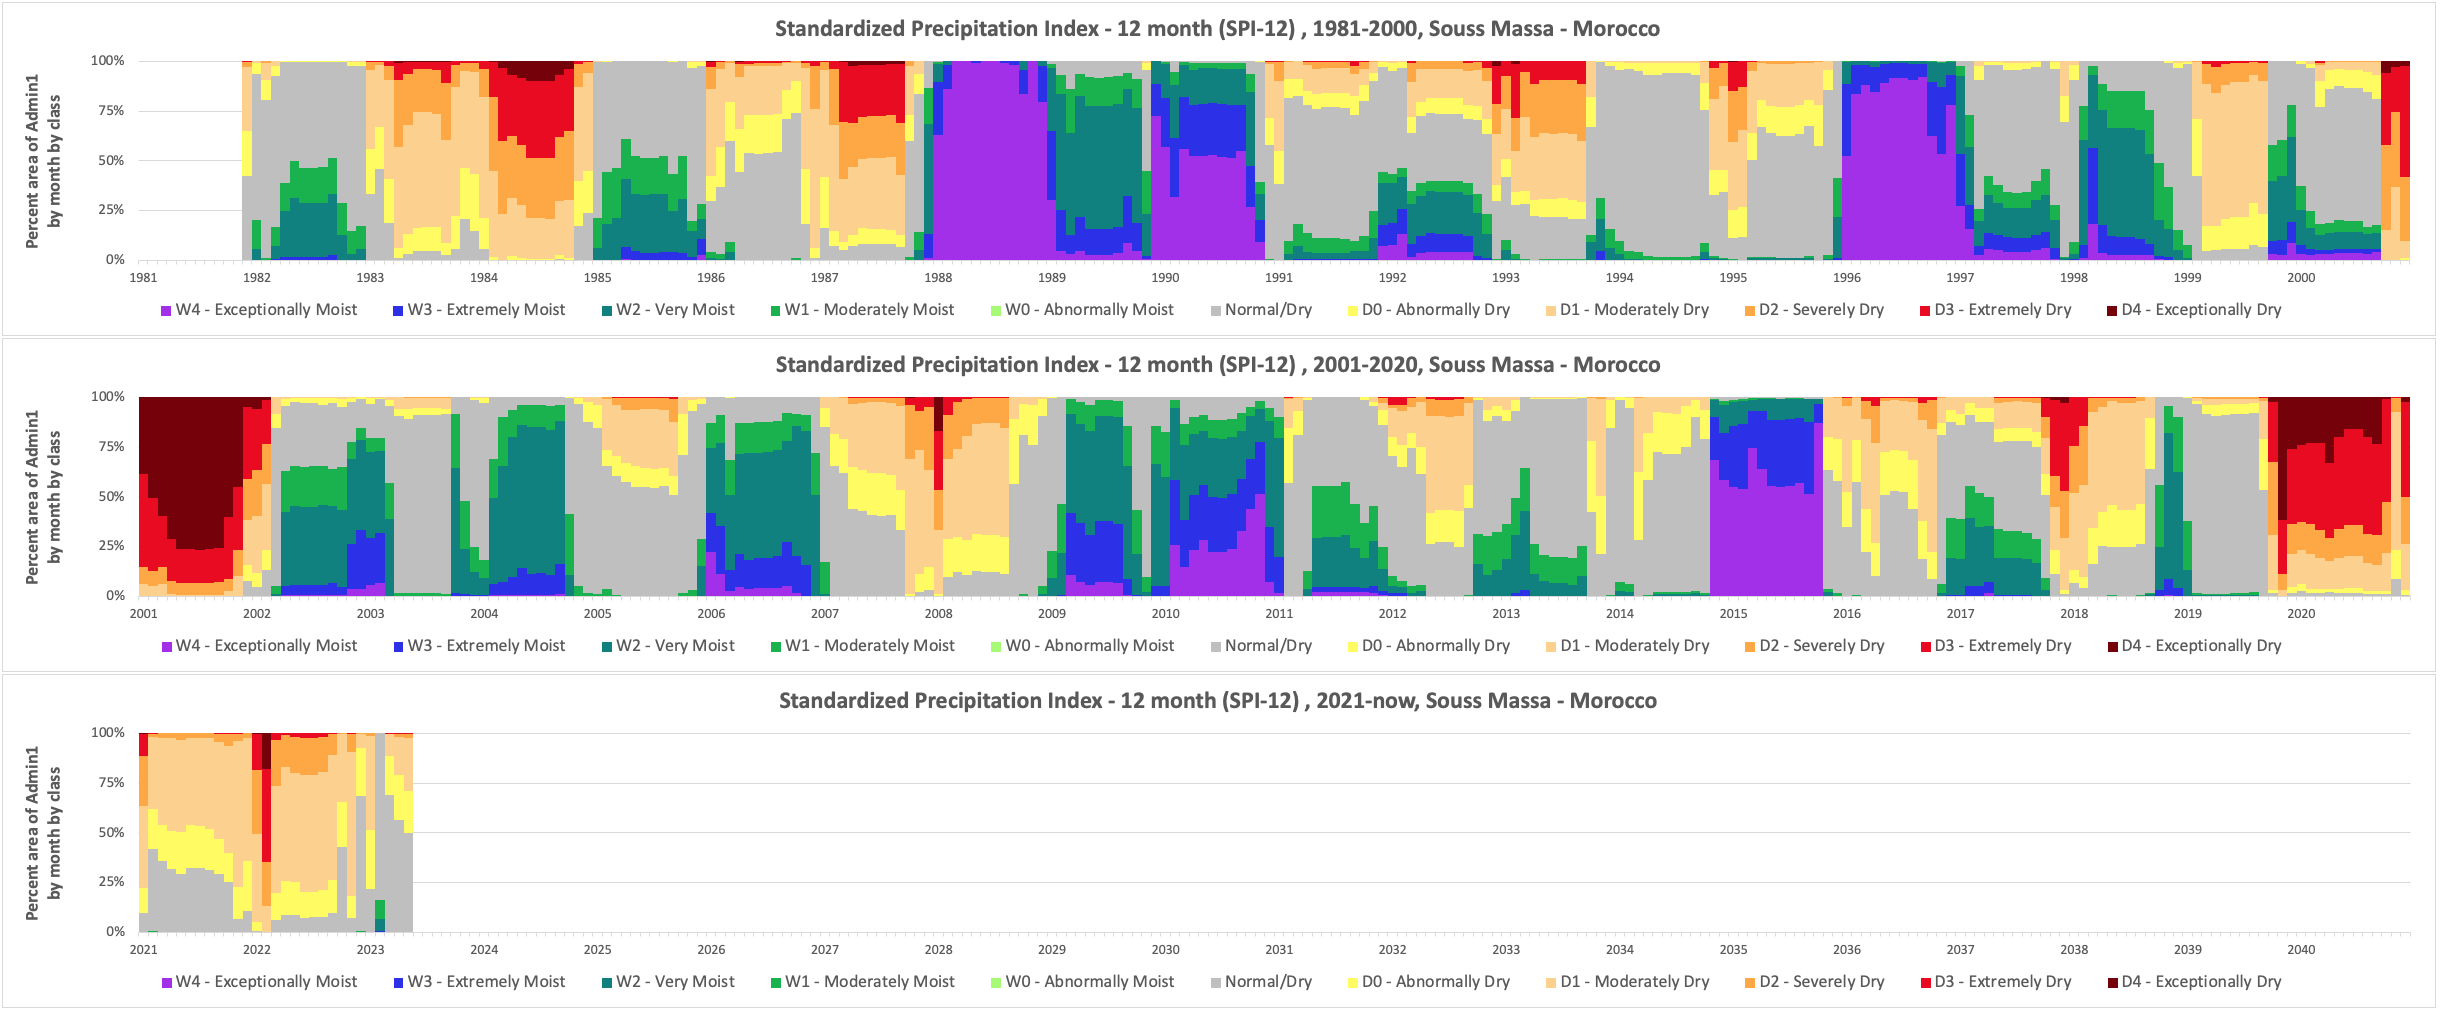 Standardized Precipitation Index - 12 month (SPI-12) , 1981-2000, Souss Massa - Morocco
Percent area of Admin1
by month by class
100%
75%
50%
25%
0%
1981 1982 1983 1984 1985 1986 1987 1988 1989 1990 1991 1992 1993 1994 1995 1996 1997 1998 1999 2000
W4 - Exceptionally Moist W3 - Extremely Moist W2 - Very Moist W1 - Moderately Moist W0 - Abnormally Moist Normal/Dry D0 - Abnormally Dry D1 - Moderately Dry D2 - Severely Dry D3 - Extremely Dry D4 - Exceptionally Dry
Standardized Precipitation Index - 12 month (SPI-12) , 2001-2020, Souss Massa - Morocco
Percent area of Admin1
by month by class
100%
75%
50%
25%
0%
2001 2002 2003 2004 2005 2006 2007 2008 2009 2010 2011 2012 2013 2014 2015 2016 2017 2018 2019 2020
W4 - Exceptionally Moist W3 - Extremely Moist W2 - Very Moist W1 - Moderately Moist W0 - Abnormally Moist Normal/Dry D0 - Abnormally Dry D1 - Moderately Dry D2 - Severely Dry D3 - Extremely Dry D4 - Exceptionally Dry
Standardized Precipitation Index - 12 month (SPI-12) , 2021-now, Souss Massa - Morocco
Percent area of Admin1
by month by class
100%
75%
50%
25%
0%
2021 2022 2023 2024 2025 2026 2027 2028 2029 2030 2031 2032 2033 2034 2035 2036 2037 2038 2039 2040
W4 - Exceptionally Moist W3 - Extremely Moist W2 - Very Moist W1 - Moderately Moist W0 - Abnormally Moist Normal/Dry D0 - Abnormally Dry D1 - Moderately Dry D2 - Severely Dry D3 - Extremely Dry D4 - Exceptionally Dry